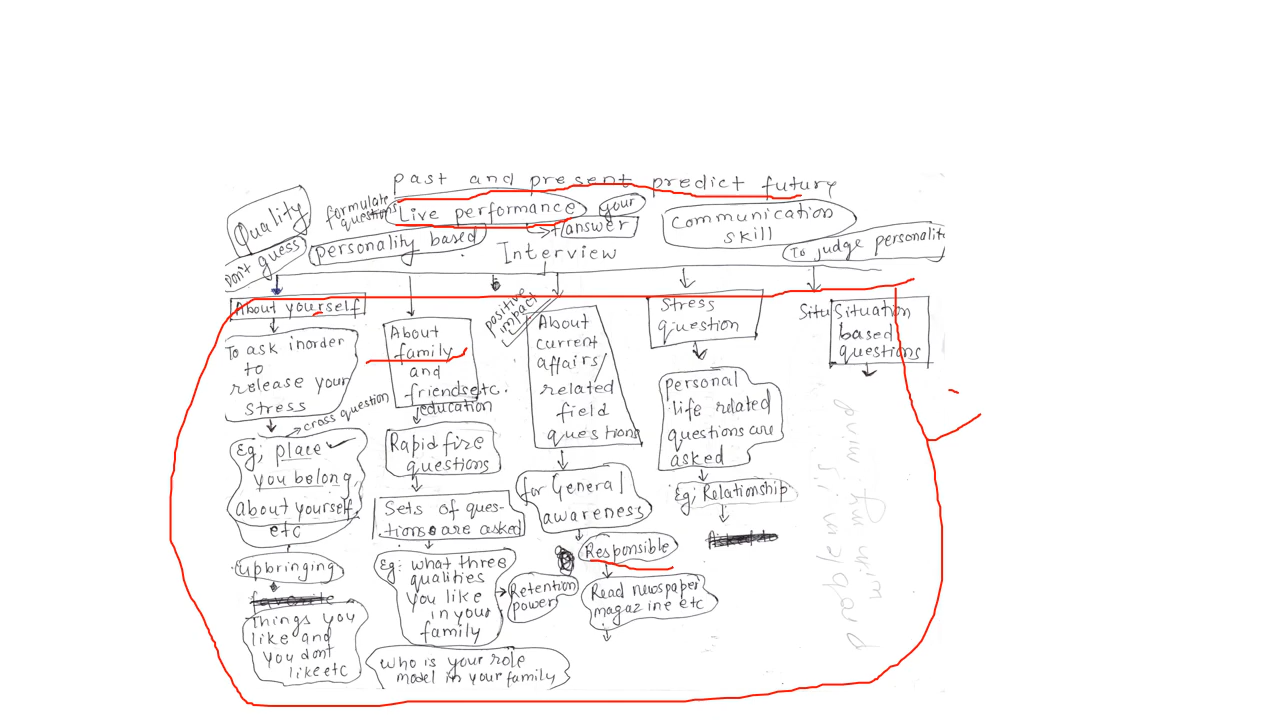 past and present predict future
Quality
Don't guess
formulate
questions
Live performance
your
answer
personality based
Interview
communication
skill
To judge personalit
About yourself
To ask inorder
to
release your
stress
cross question
Eg; place
you belong,
about yourself
etc
upbringing
favorite
Things you
like and
you dont
like etc
About
family
and
friends etc.
education
Rapid fire
questions
Sets of ques-
tions are asked
Eg: what three
qualities
you like
in your
family
Retention
power
who is your role
model in your family
positive
impact
About
current
affairs/
related
field
questions
for General
awareness
Responsible
Read newspaper
magazine etc
Stress
question
personal
life related
questions are
asked
Eg; Relationship
Situ Situation
based
questions